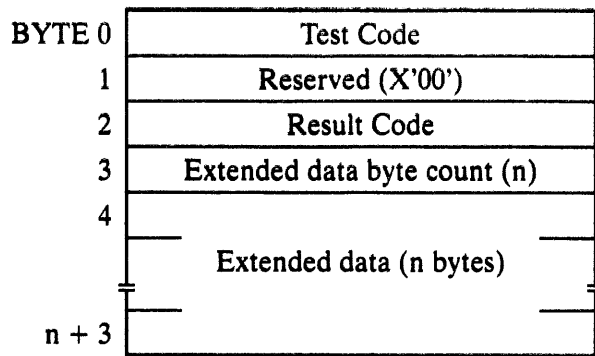 BYTE 0 Test Code
1 Reserved (X'00')
2 Result Code
3 Extended data byte count (n)
4
Extended data (n bytes)
n + 3